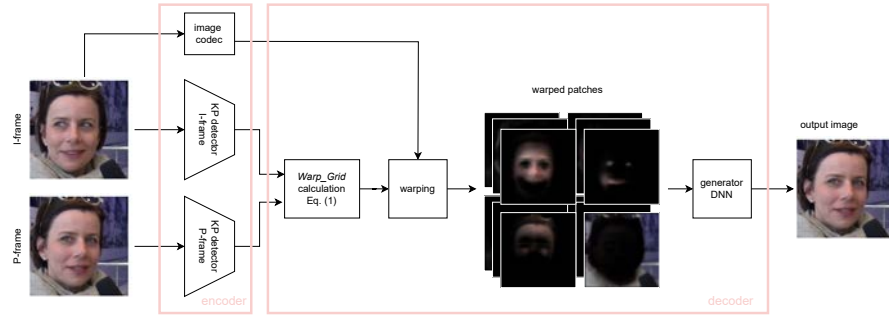 image
codec
I-frame
KP detector
I-frame
warped patches
output image
Warp_Grid
calculation
Eq. (1)
warping
generator
DNN
P-frame
KP detector
P-frame
encoder
decoder